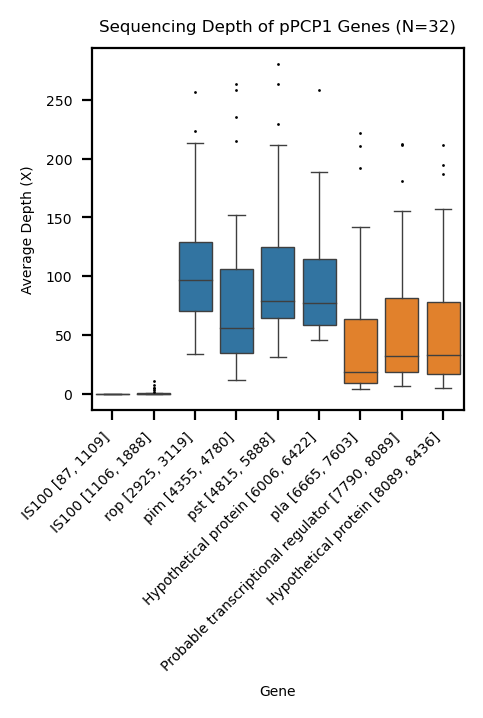 Sequencing Depth of pPCP1 Genes (N=32)
Average Depth (X)
250
200
150
100
50
0
IS100 [87, 1109]
IS100 [1106, 1888]
rop [2925, 3119]
pim [4355, 4780]
pst [4815, 5888]
Hypothetical protein [6006, 6422]
pla [6665, 7603]
Probable transcriptional regulator [7790, 8089]
Hypothetical protein [8089, 8436]
Gene